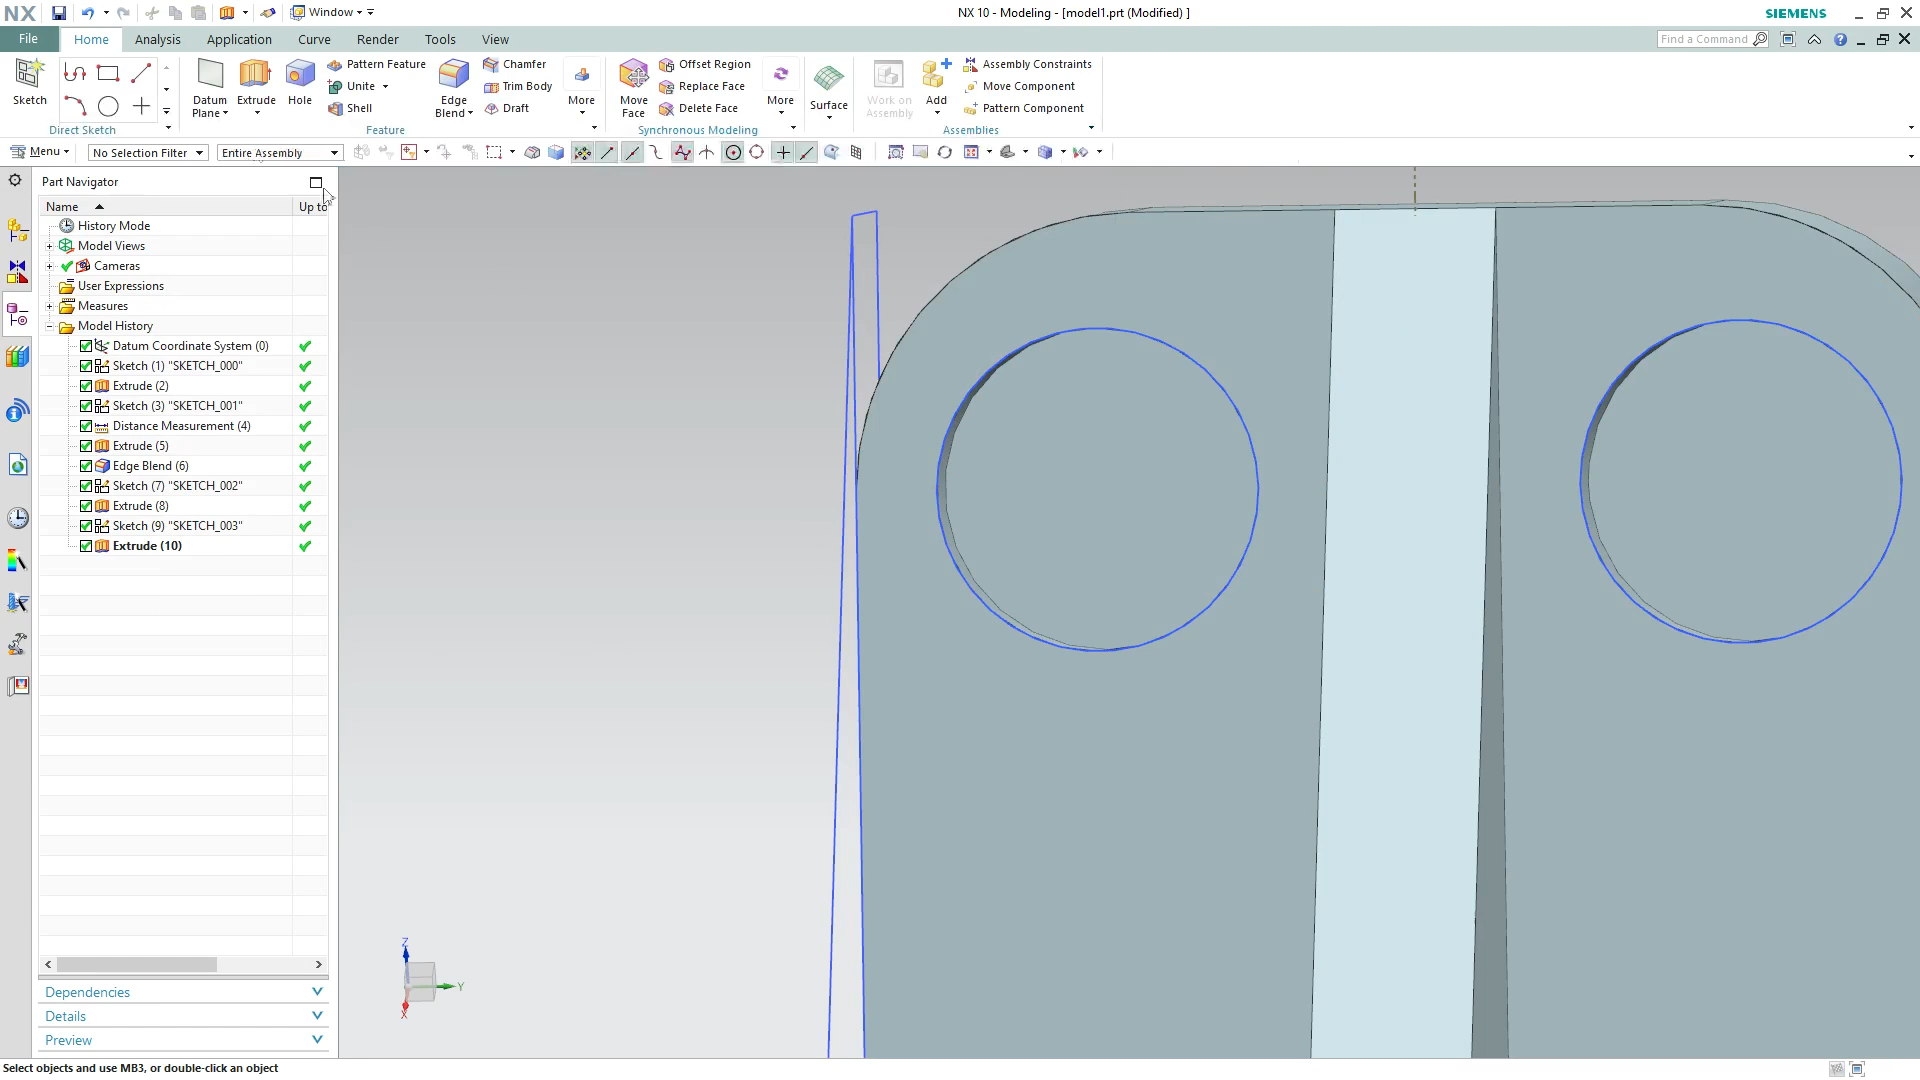 NX
Window
NX 10 - Modeling - [model1.prt (Modified) ]
SIEMENS
File
Home
Analysis
Application
Curve
Render
Tools
View
Find a Command
Sketch
Direct Sketch
Datum
Plane
Extrude
Hole
Pattern Feature
Unite
Shell
Edge
Blend
Chamfer
Trim Body
Draft
More
Feature
Move
Face
Offset Region
Replace Face
Delete Face
More
Synchronous Modeling
Surface
Work on
Assembly
Add
Assembly Constraints
Move Component
Pattern Component
Assemblies
Menu
No Selection Filter
Entire Assembly
Part Navigator
Name
Up to
History Mode
Model Views
Cameras
User Expressions
Measures
Model History
Datum Coordinate System (0)
Sketch (1) "SKETCH_000"
Extrude (2)
Sketch (3) "SKETCH_001"
Distance Measurement (4)
Extrude (5)
Edge Blend (6)
Sketch (7) "SKETCH_002"
Extrude (8)
Sketch (9) "SKETCH_003"
Extrude (10)
Z
Y
X
Dependencies
Details
Preview
Select objects and use MB3, or double-click an object